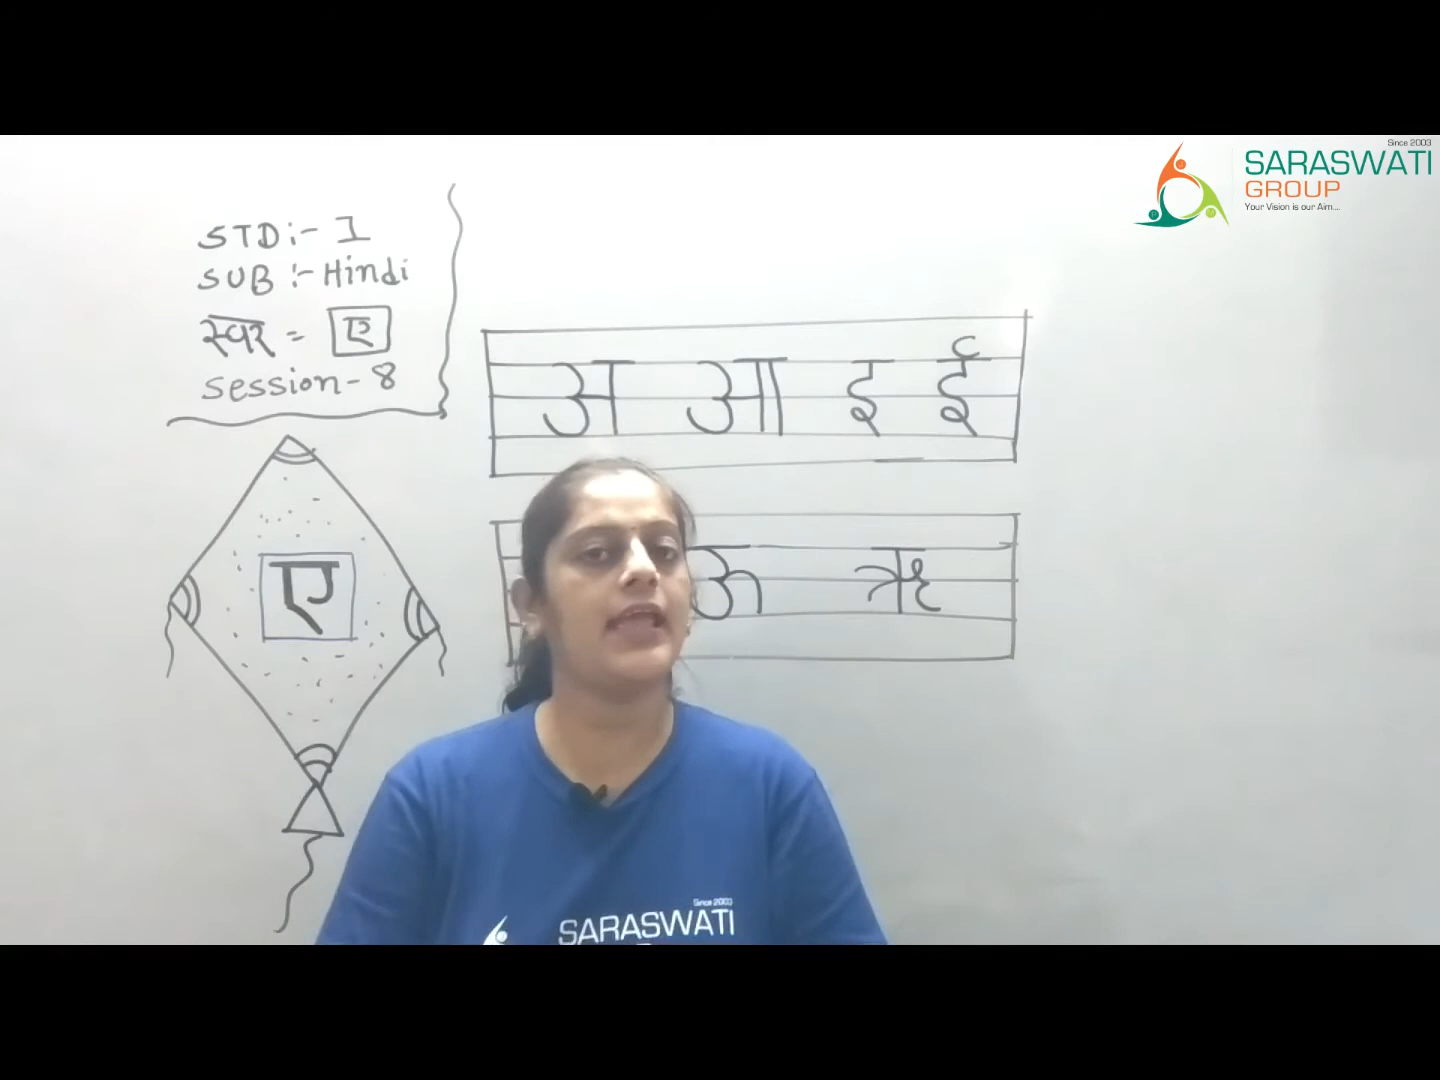 Since 2003
SARASWATI
GROUP
Your Vision is our Aim....
STD :- I
SUB :- Hindi
स्वर = ए
Session - 8
अ आ इ ई
ऊ ऋ
ए
Since 2003
SARASWATI